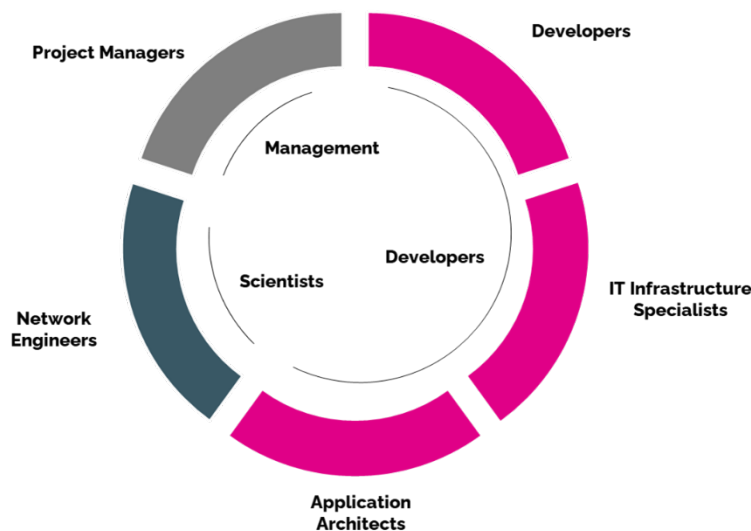 Developers
Project Managers
Management
Developers
Scientists
IT Infrastructure
Specialists
Network
Engineers
Application
Architects